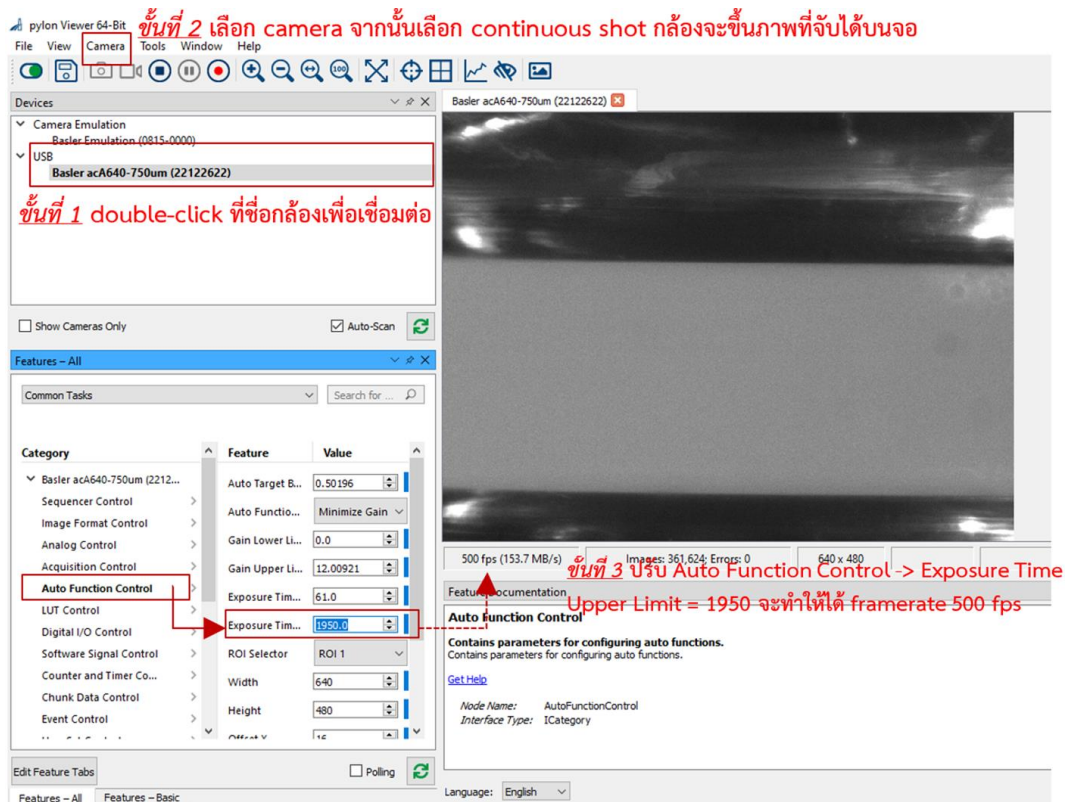 pylon Viewer 64-Bit
ขั้นที่ 2 เลือก camera จากนั้นเลือก continuous shot กล้องจะขึ้นภาพที่จับได้บนจอ
File View Camera Tools Window Help
Devices
Camera Emulation
Basler Emulation (0815-0000)
USB
Basler acA640-750um (22122622)
ขั้นที่ 1 double-click ที่ชื่อกล้องเพื่อเชื่อมต่อ
Show Cameras Only
Auto-Scan
Basler acA640-750um (22122622)
Features – All
Common Tasks
Search for ...
Category Feature Value
Basler acA640-750um (2212...
Sequencer Control
Image Format Control
Analog Control
Acquisition Control
Auto Function Control
LUT Control
Digital I/O Control
Software Signal Control
Counter and Timer Co...
Chunk Data Control
Event Control
Auto Target B... 0.50196
Auto Functio... Minimize Gain
Gain Lower Li... 0.0
Gain Upper Li... 12.00921
Exposure Tim... 61.0
Exposure Tim... 1950.0
ROI Selector ROI 1
Width 640
Height 480
Offset X 16
Edit Feature Tabs
Polling
Features – All Features – Basic
500 fps (153.7 MB/s) Images: 361,624; Errors: 0 640 x 480
ขั้นที่ 3 ปรับ Auto Function Control -> Exposure Time
Upper Limit = 1950 จะทำให้ได้ framerate 500 fps
Feature Documentation
Auto Function Control
Contains parameters for configuring auto functions.
Contains parameters for configuring auto functions.
Get Help
Node Name: AutoFunctionControl
Interface Type: ICategory
Language: English